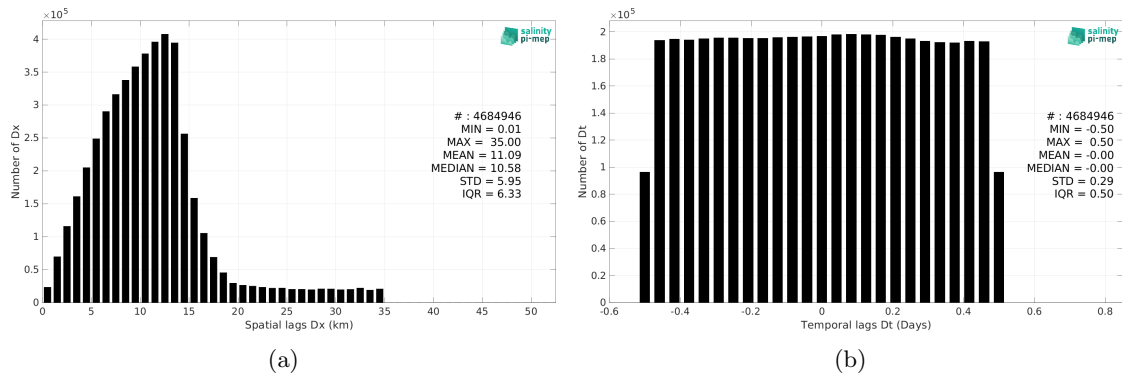 ×10⁵
4
3.5
3
2.5
2
1.5
1
0.5
0
Number of Dx
salinity
pi-mep
# : 4684946
MIN = 0.01
MAX = 35.00
MEAN = 11.09
MEDIAN = 10.58
STD = 5.95
IQR = 6.33
0 5 10 15 20 25 30 35 40 45 50
Spatial lags Dx (km)
(a)
×10⁵
2
1.8
1.6
1.4
1.2
1
0.8
0.6
0.4
0.2
0
Number of Dt
salinity
pi-mep
# : 4684946
MIN = -0.50
MAX = 0.50
MEAN = -0.00
MEDIAN = -0.00
STD = 0.29
IQR = 0.50
-0.6 -0.4 -0.2 0 0.2 0.4 0.6 0.8
Temporal lags Dt (Days)
(b)